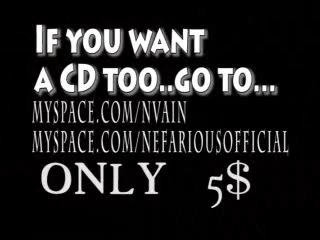 If you want
a CD too..go to...
MYSPACE.COM/NVAIN
MYSPACE.COM/NEFARIOUSOFFICIAL
ONLY 5$